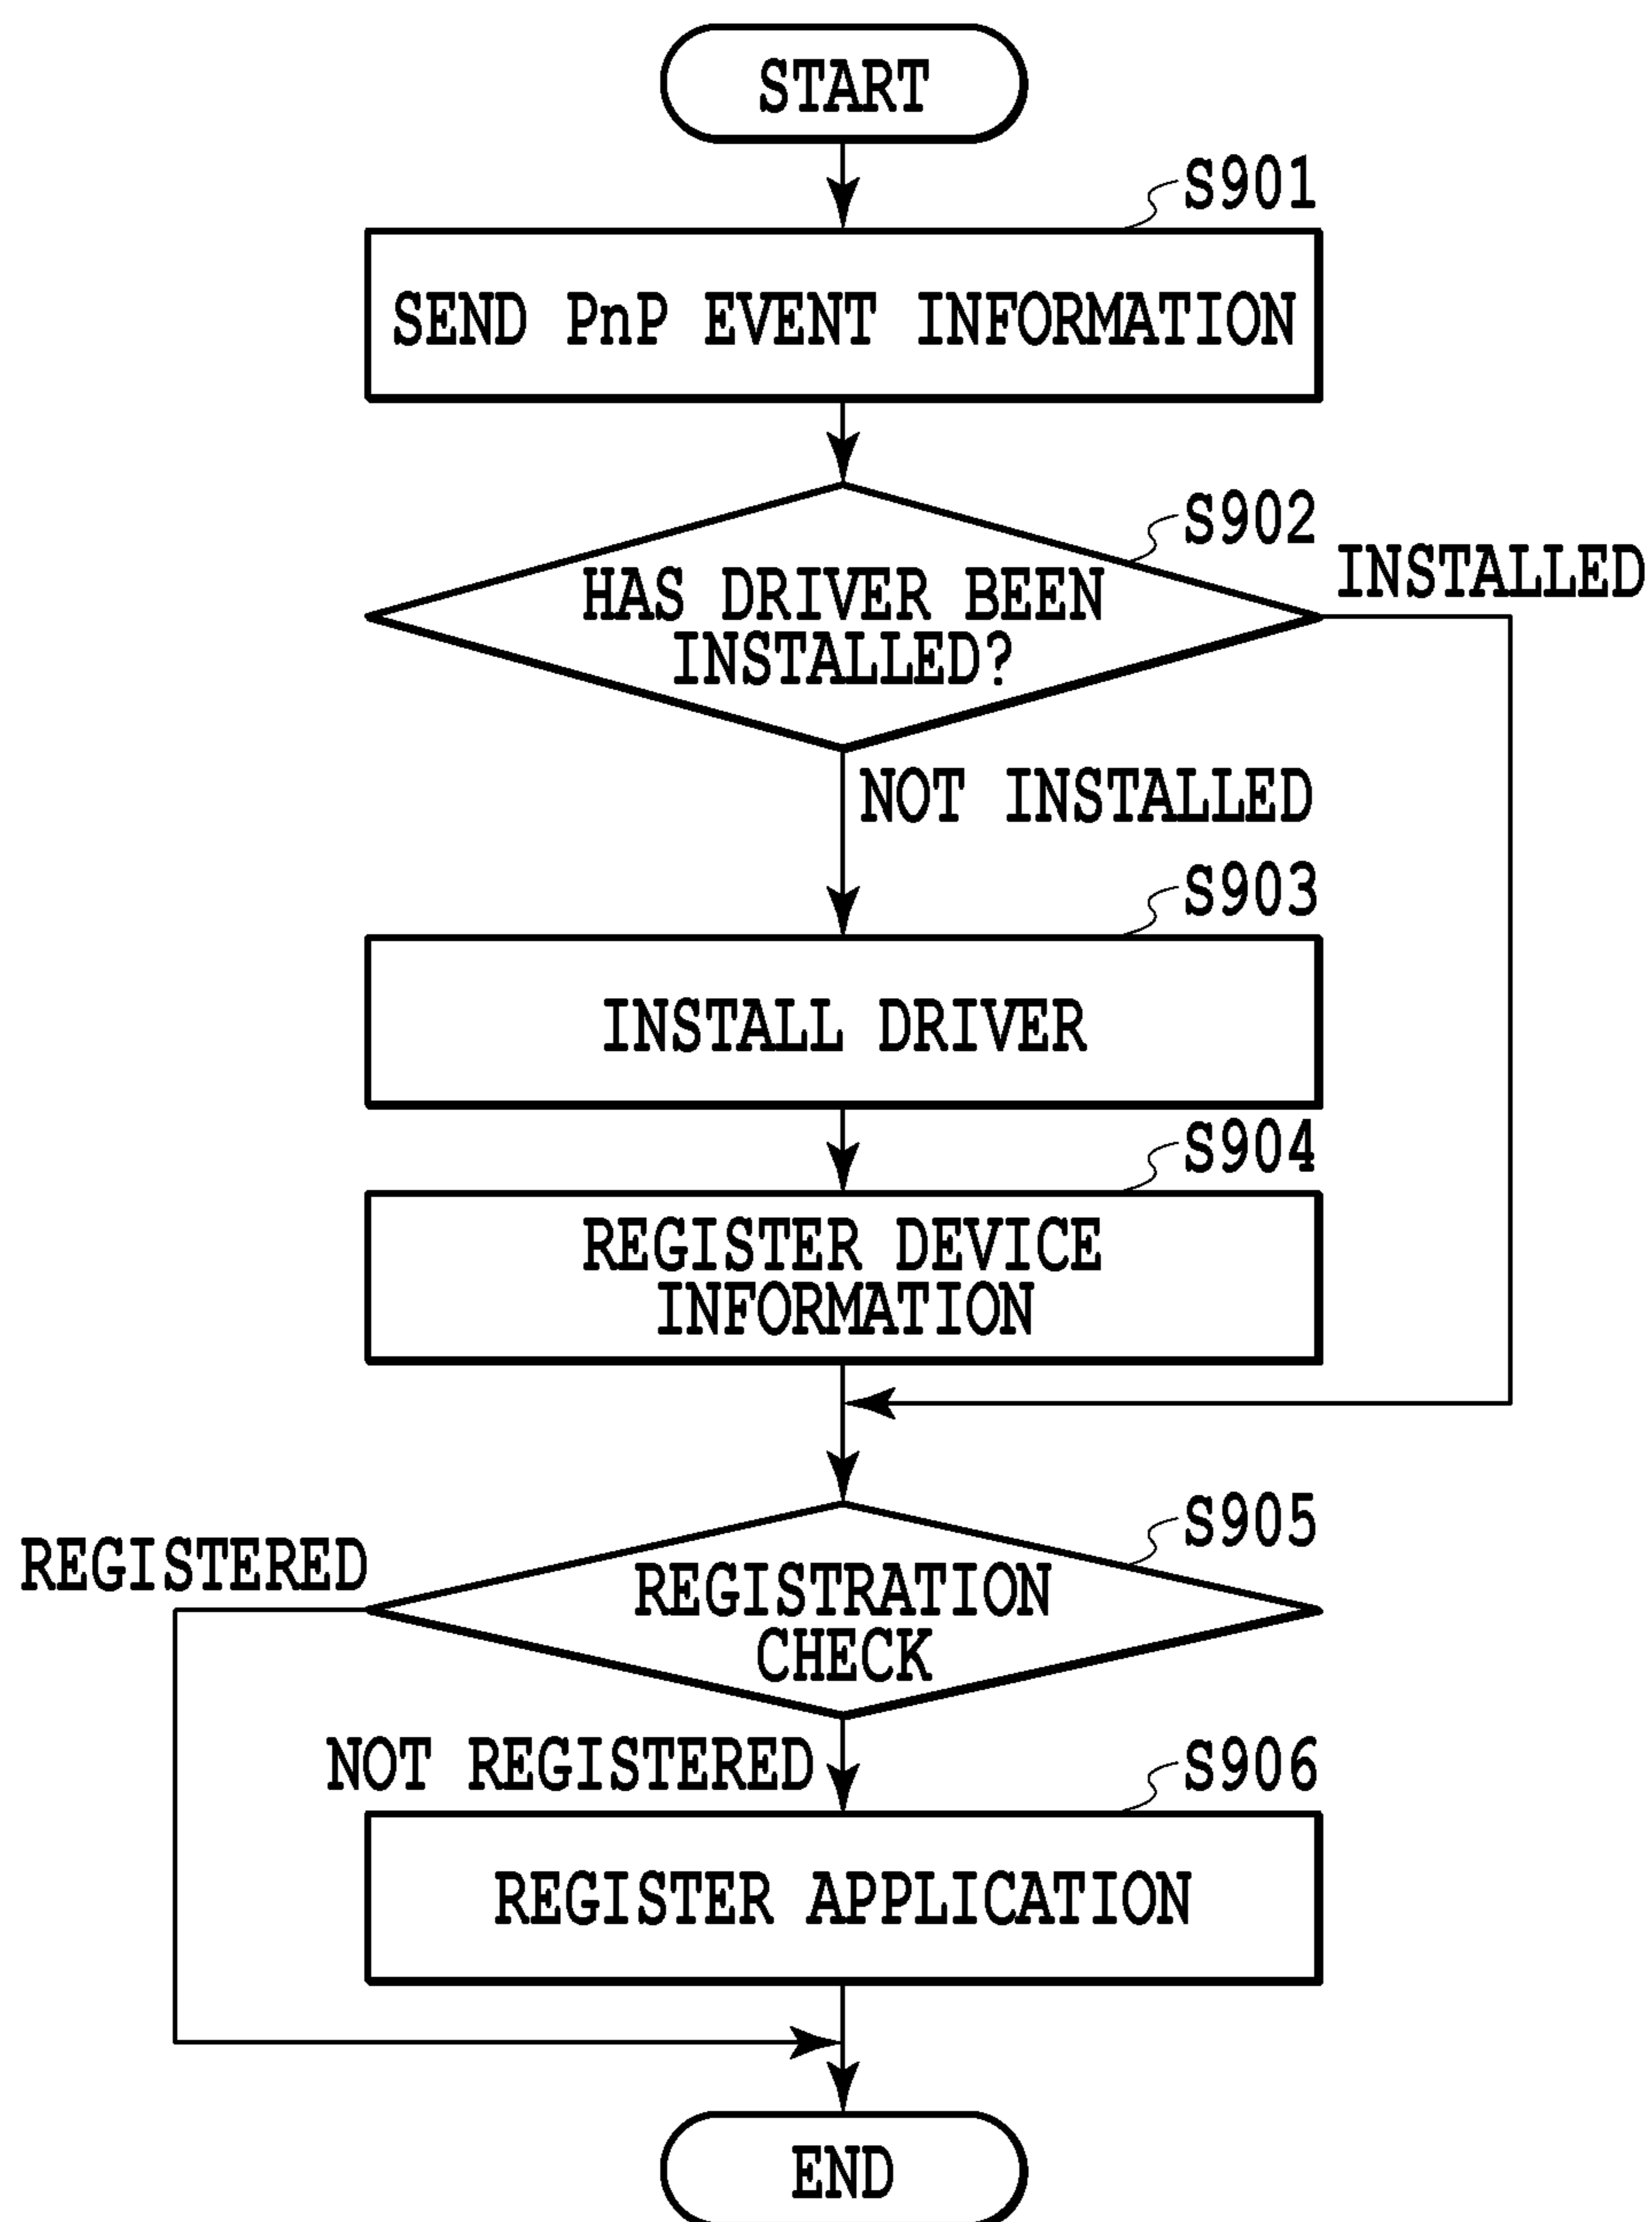 START
S901
SEND PnP EVENT INFORMATION
S902
HAS DRIVER BEEN
INSTALLED?
INSTALLED
NOT INSTALLED
S903
INSTALL DRIVER
S904
REGISTER DEVICE
INFORMATION
S905
REGISTERED
REGISTRATION
CHECK
NOT REGISTERED
S906
REGISTER APPLICATION
END